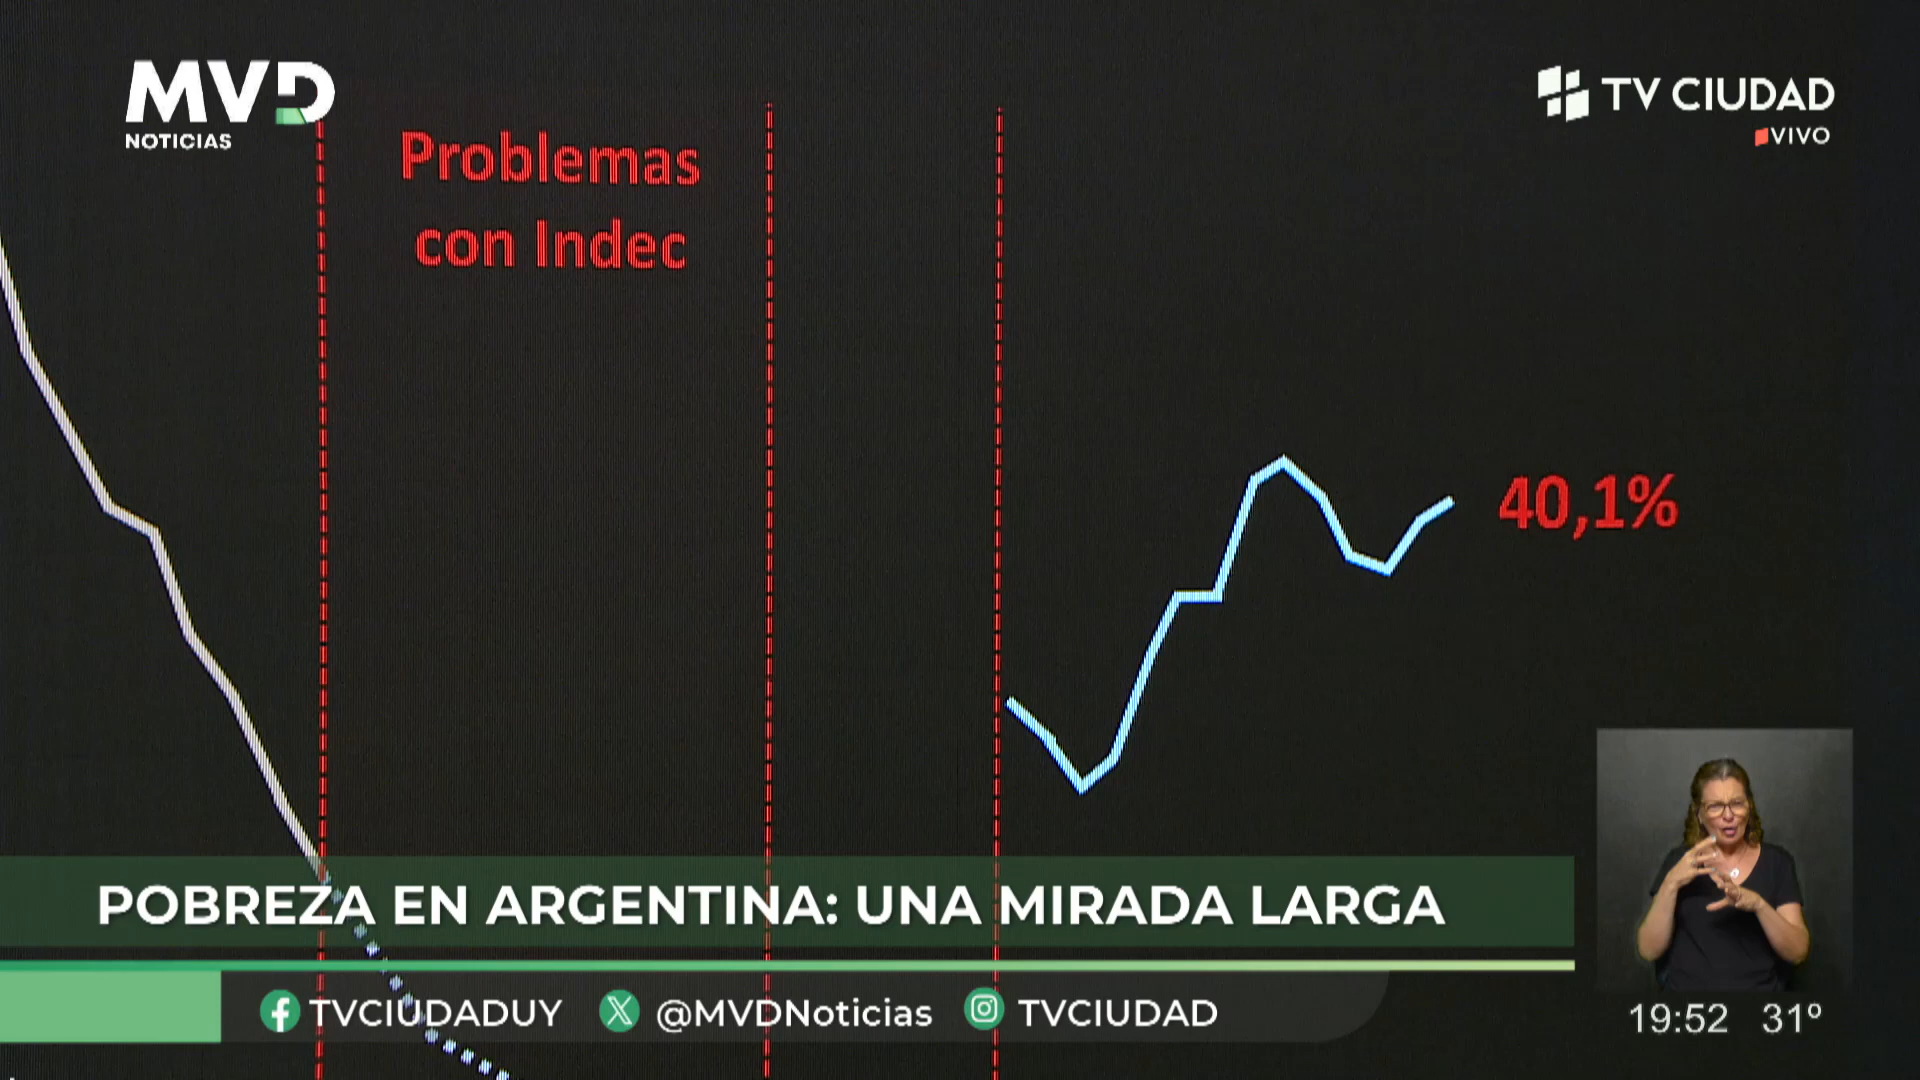 MVD
NOTICIAS
TV CIUDAD
VIVO
Problemas
con Indec
40,1%
POBREZA EN ARGENTINA: UNA MIRADA LARGA
TVCIUDADUY @MVDNoticias TVCIUDAD
19:52 31º